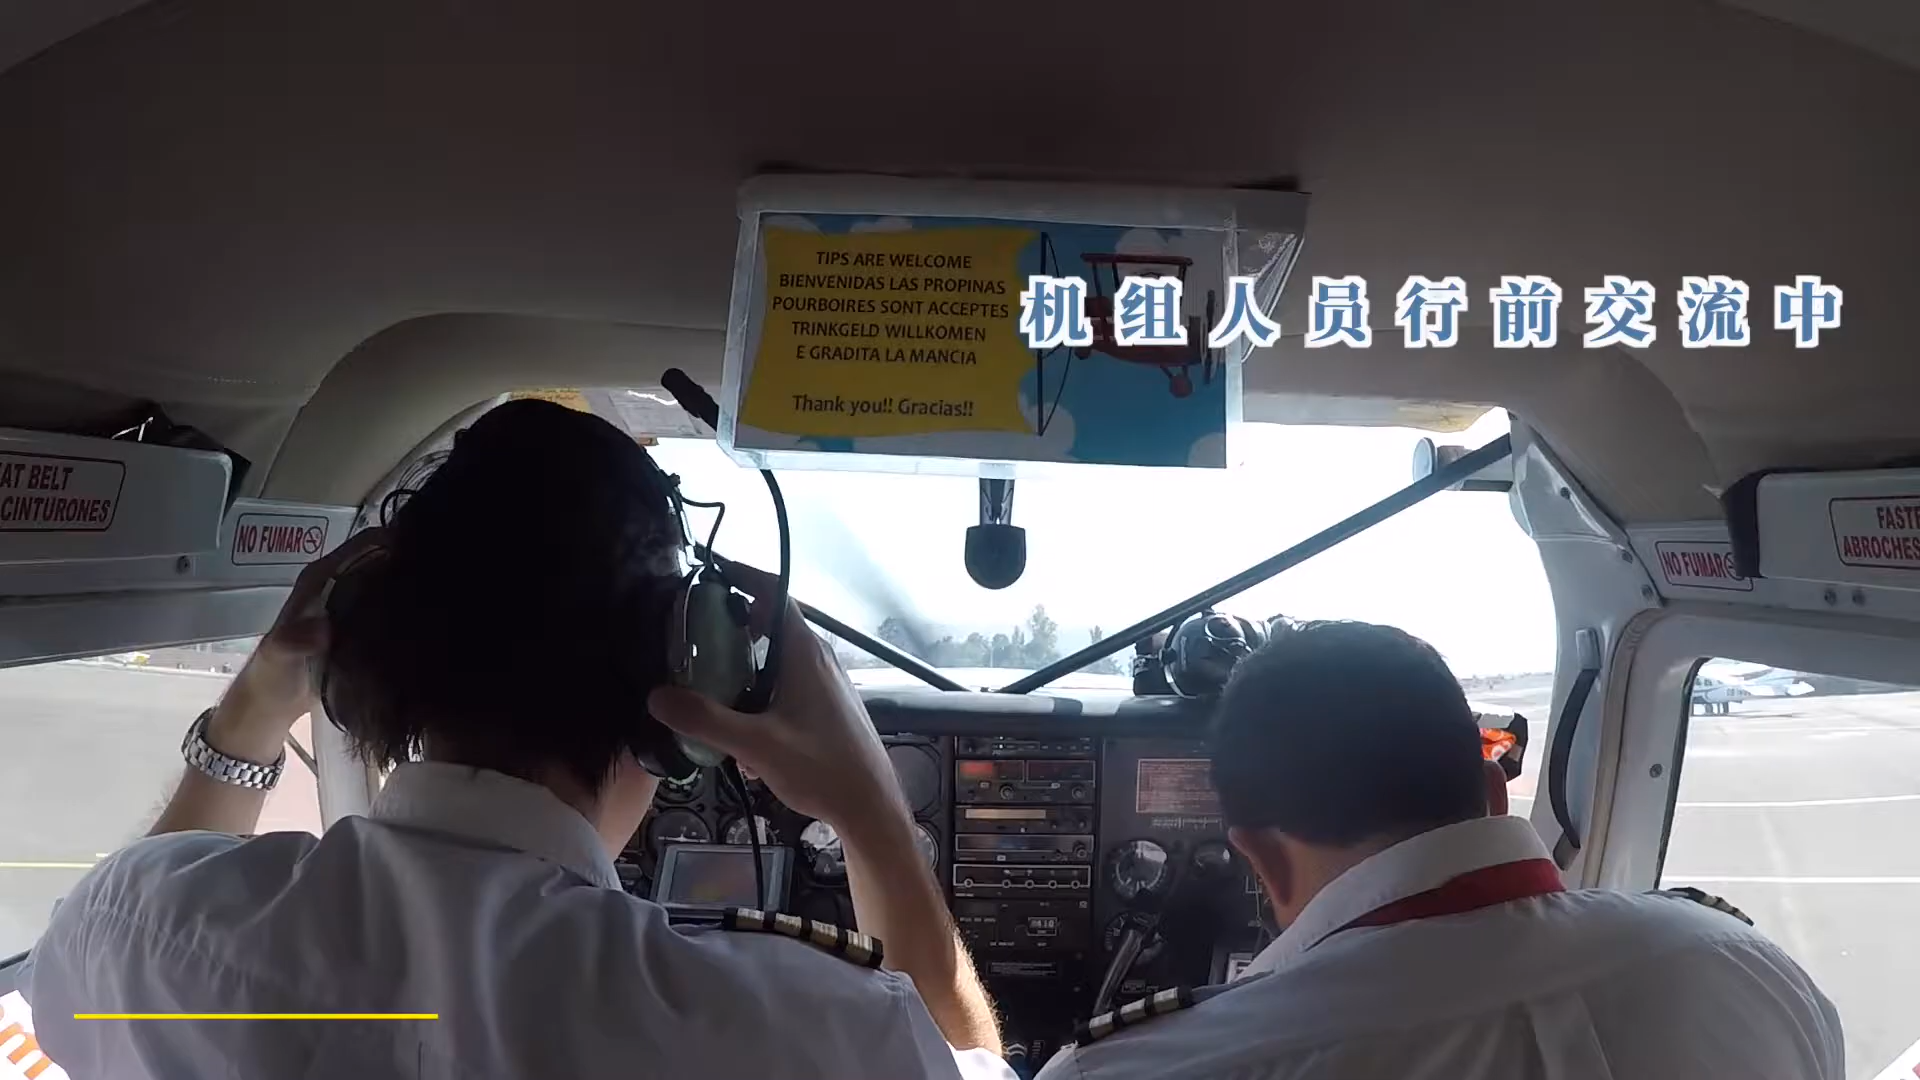 TIPS ARE WELCOME
BIENVENIDAS LAS PROPINAS
POURBOIRES SONT ACCEPTES
TRINKGELD WILLKOMEN
E GRADITA LA MANCIA
Thank you!! Gracias!!
机组人员行前交流中
AT BELT
CINTURONES
NO FUMAR
NO FUMAR
FASTE
ABROCHES